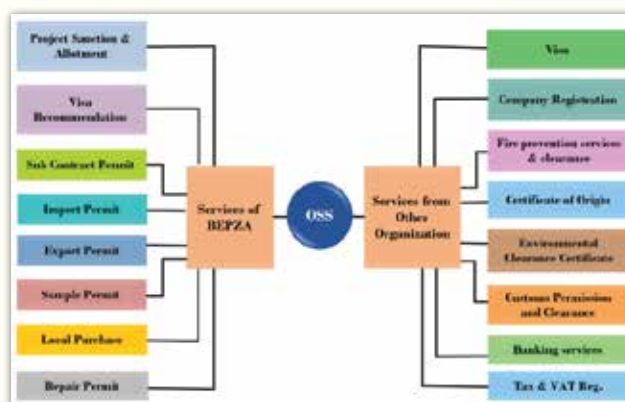 Project Sanction &
Allotment
Visa
Recommendation
Sub Contract Permit
Import Permit
Export Permit
Sample Permit
Local Purchase
Repair Permit
Services of
BEPZA
OSS
Services from
Other
Organization
Visa
Company Registration
Fire prevention services
& clearance
Certificate of Origin
Environmental
Clearance Certificate
Customs Permission
and Clearance
Banking services
Tax & VAT Reg.